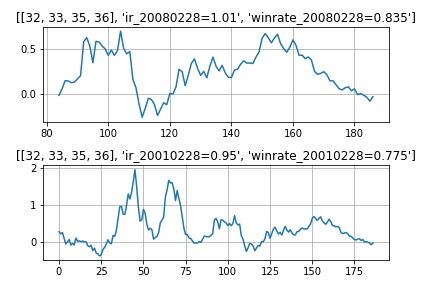 [[32, 33, 35, 36], 'ir_20080228=1.01', 'winrate_20080228=0.835']
0.5
0.0
80 100 120 140 160 180
[[32, 33, 35, 36], 'ir_20010228=0.95', 'winrate_20010228=0.775']
2
1
0
0 25 50 75 100 125 150 175